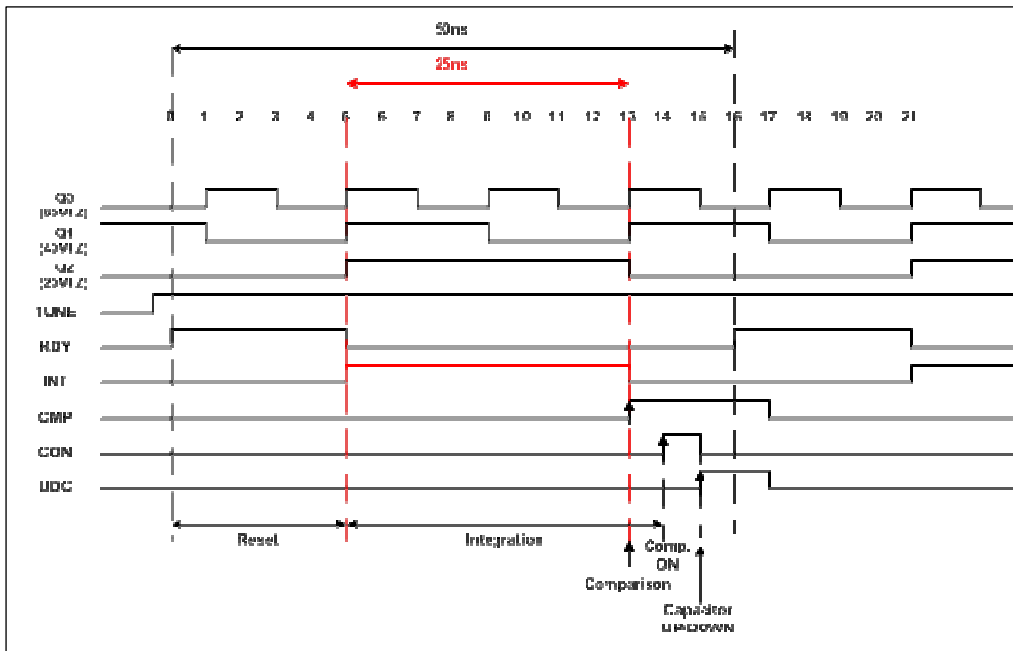 50ns
25ns
0 1 2 3 4 5 6 7 8 9 10 11 12 13 14 15 16 17 18 19 20 21
Q0
Q1
Q2
TUNE
RDY
INT
CMP
CON
UDC
Reset
Integration
Comp.
ON
Comparison
Capacitor
UP/DOWN